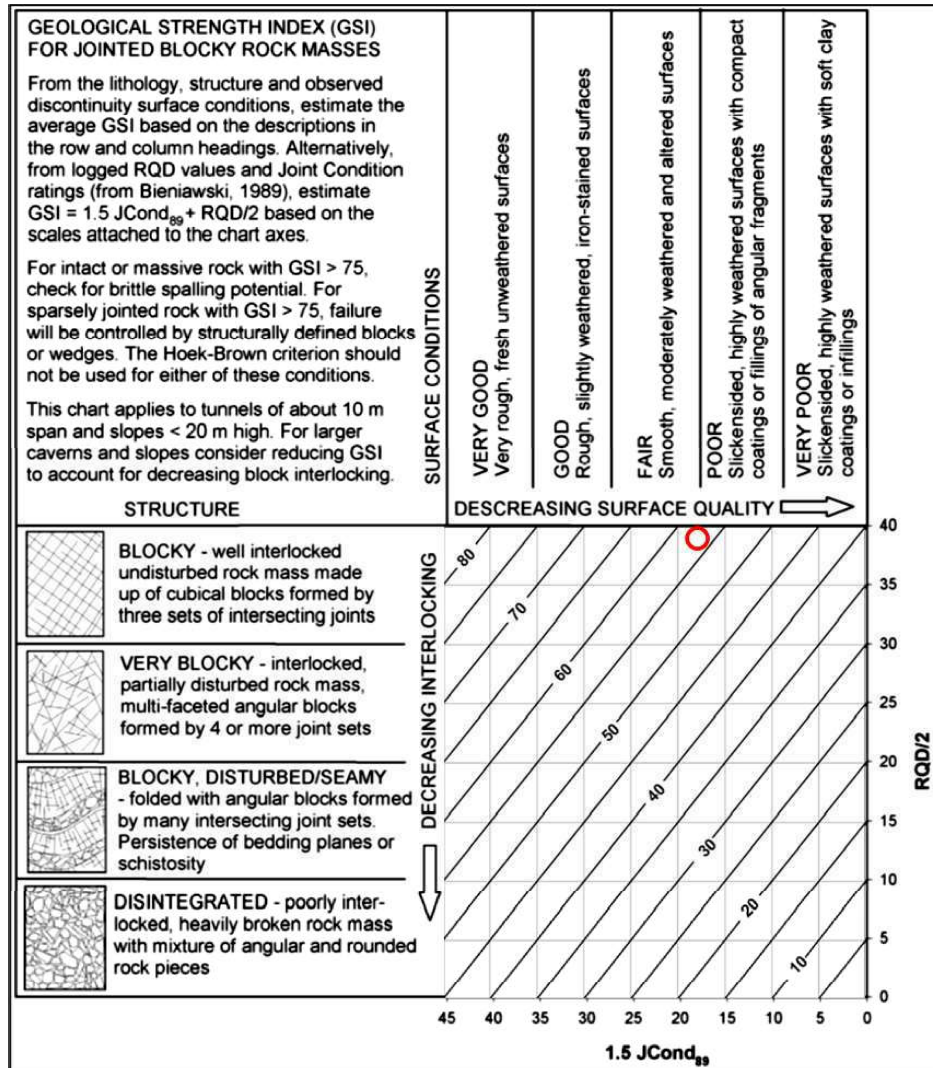 GEOLOGICAL STRENGTH INDEX (GSI)
FOR JOINTED BLOCKY ROCK MASSES
From the lithology, structure and observed
discontinuity surface conditions, estimate the
average GSI based on the descriptions in
the row and column headings. Alternatively,
from logged RQD values and Joint Condition
ratings (from Bieniawski, 1989), estimate
GSI = 1.5 JCond₈₉ + RQD/2 based on the
scales attached to the chart axes.
For intact or massive rock with GSI > 75,
check for brittle spalling potential. For
sparsely jointed rock with GSI > 75, failure
will be controlled by structurally defined blocks
or wedges. The Hoek-Brown criterion should
not be used for either of these conditions.
This chart applies to tunnels of about 10 m
span and slopes < 20 m high. For larger
caverns and slopes consider reducing GSI
to account for decreasing block interlocking.
SURFACE CONDITIONS
VERY GOOD
Very rough, fresh unweathered surfaces
GOOD
Rough, slightly weathered, iron-stained surfaces
FAIR
Smooth, moderately weathered and altered surfaces
POOR
Slickensided, highly weathered surfaces with compact
coatings or fillings of angular fragments
VERY POOR
Slickensided, highly weathered surfaces with soft clay
coatings or infillings
STRUCTURE
DESCREASING SURFACE QUALITY
BLOCKY - well interlocked
undisturbed rock mass made
up of cubical blocks formed by
three sets of intersecting joints
VERY BLOCKY - interlocked,
partially disturbed rock mass,
multi-faceted angular blocks
formed by 4 or more joint sets
BLOCKY, DISTURBED/SEAMY
- folded with angular blocks formed
by many intersecting joint sets.
Persistence of bedding planes or
schistosity
DISINTEGRATED - poorly inter-
locked, heavily broken rock mass
with mixture of angular and rounded
rock pieces
DECREASING INTERLOCKING
80
70
60
50
40
30
20
10
40
35
30
25
20
15
10
5
0
RQD/2
45 40 35 30 25 20 15 10 5 0
1.5 JCond₈₉